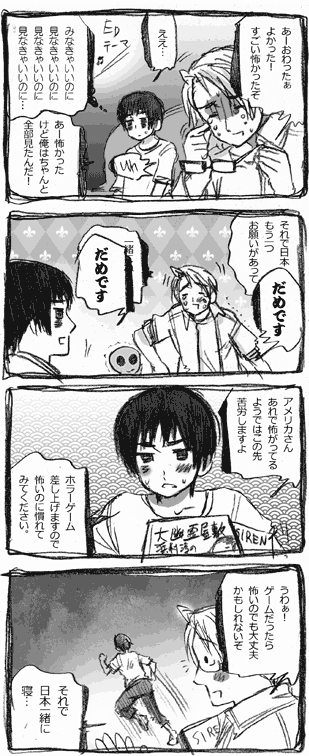 あーおわったぁ
よかった!
すごい怖かったぞ
ええ…
EDテーマ
みなきゃいいのに
見なきゃいいのに
見なきゃいいのに
見なきゃいいのに…
あー怖かった
けど俺はちゃんと
全部見たんだ!
それで日本
もう一つ
お願いがあって
だめです
緒
だめです
アメリカさん
あれで怖がってる
ようではこの先
苦労しますよ
ホラーゲーム
差し上げますので
怖いのに慣れて
みてください。
大幽霊屋敷
SIREN
うわぁ!
ゲームだったら
怖いのでも大丈夫
かもしれないぞ
それで
日本一緒に
寝…
SIRE